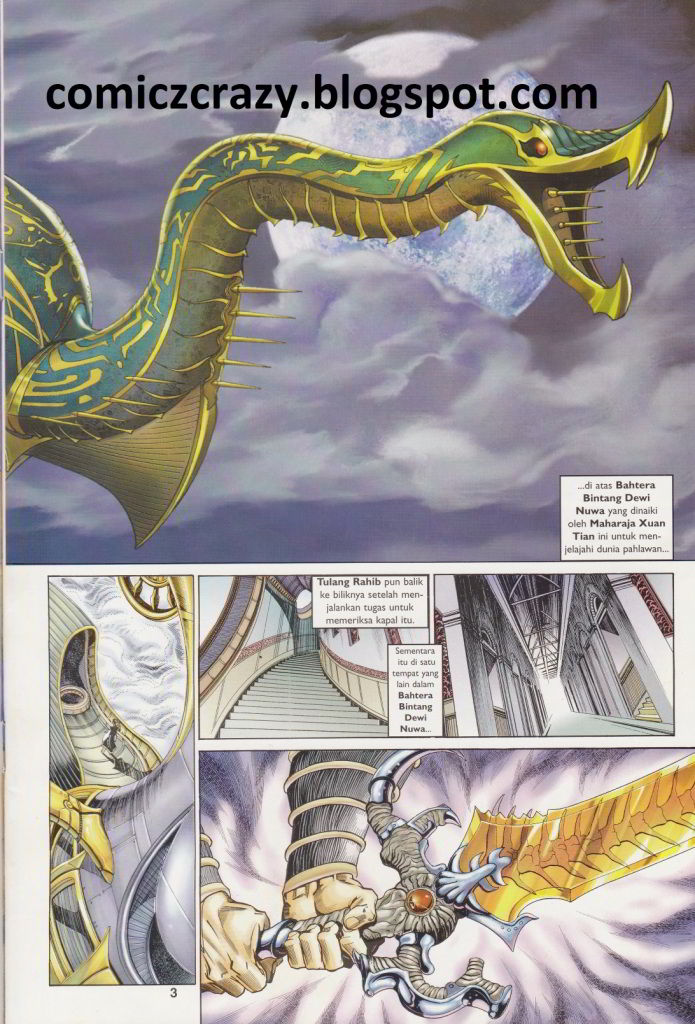 comiczcrazy.blogspot.com
...di atas Bahtera
Bintang Dewi
Nuwa yang dinaiki
oleh Maharaja Xuan
Tian ini untuk men-
jelajahi dunia pahlawan...
Tulang Rahib pun balik
ke biliknya setelah men-
jalankan tugas untuk
memeriksa kapal itu.
Sementara
itu di satu
tempat yang
lain dalam
Bahtera
Bintang
Dewi
Nuwa...
3